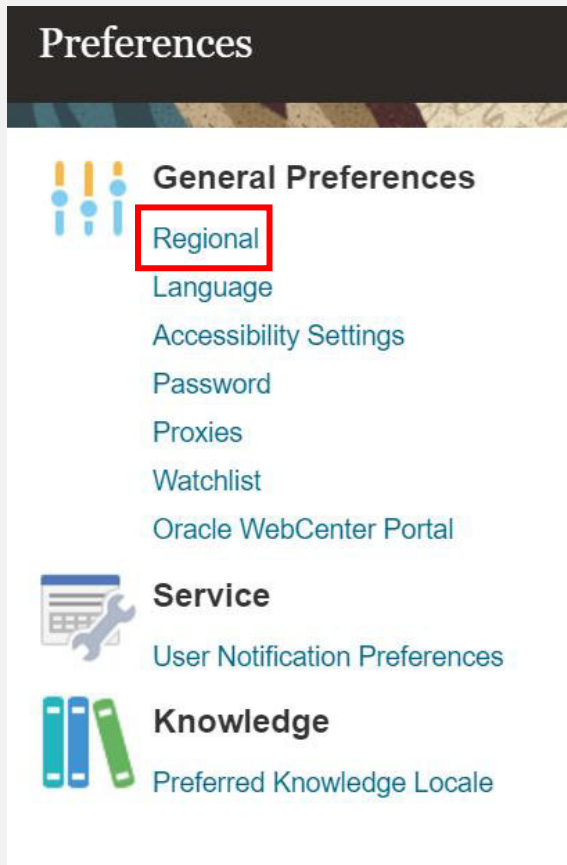 Preferences
General Preferences
Regional
Language
Accessibility Settings
Password
Proxies
Watchlist
Oracle WebCenter Portal
Service
User Notification Preferences
Knowledge
Preferred Knowledge Locale